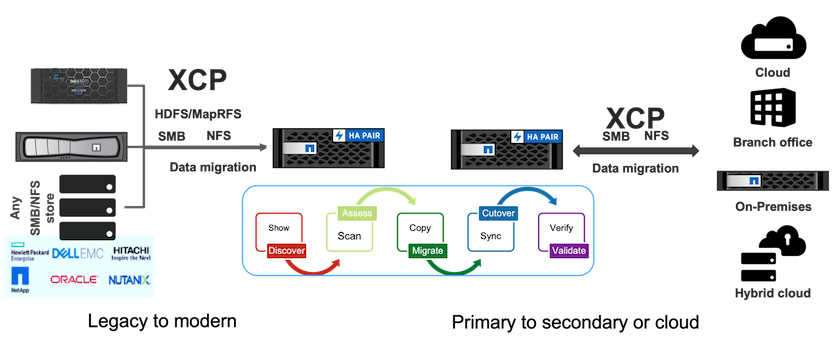 XCP
HDFS/MapRFS
SMB NFS
Data migration
Any
SMB/NFS
store
Hewlett Packard
Enterprise
DELL EMC
HITACHI
Inspire the Next
NetApp
ORACLE
NUTANIX
HA PAIR
Legacy to modern
HA PAIR
XCP
SMB NFS
Data migration
Cloud
Branch office
On-Premises
Hybrid cloud
Show
Discover
Assess
Scan
Copy
Migrate
Cutover
Sync
Verify
Validate
Primary to secondary or cloud